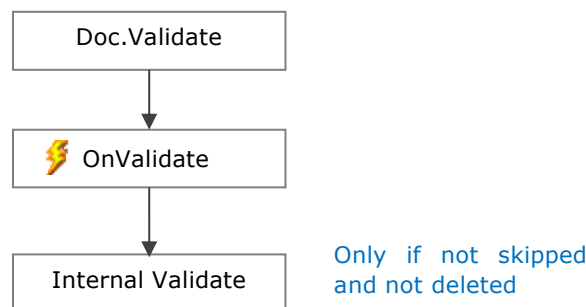 Doc.Validate
OnValidate
Internal Validate
Only if not skipped
and not deleted